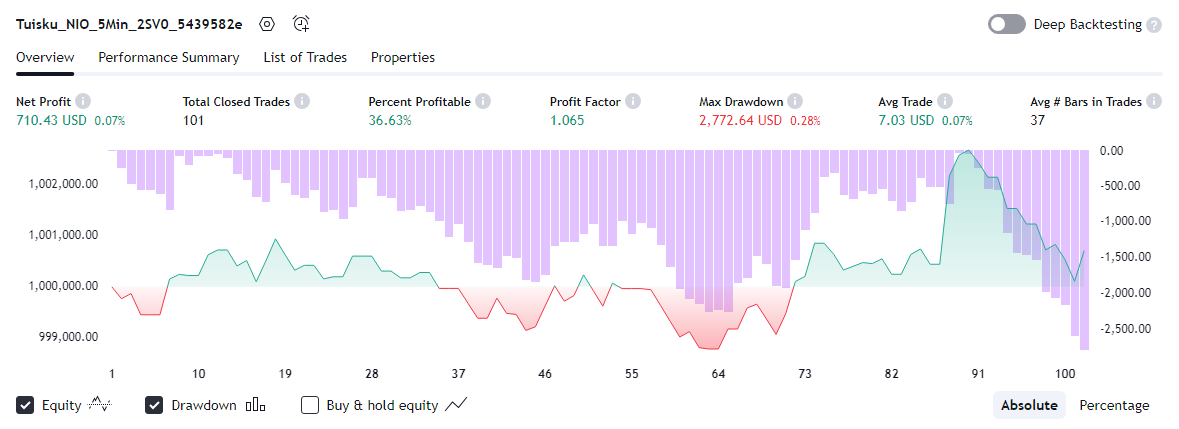 Tuisku_NIO_5Min_2SV0_5439582e
Deep Backtesting ?
Overview Performance Summary List of Trades Properties
Net Profit i Total Closed Trades i Percent Profitable i Profit Factor i Max Drawdown i Avg Trade i Avg # Bars in Trades i
710.43 USD 0.07% 101 36.63% 1.065 2,772.64 USD 0.28% 7.03 USD 0.07% 37
0.00
1,002,000.00 -500.00
-1,000.00
1,001,000.00
-1,500.00
1,000,000.00 -2,000.00
-2,500.00
999,000.00
1 10 19 28 37 46 55 64 73 82 91 100
Equity Drawdown Buy & hold equity Absolute Percentage